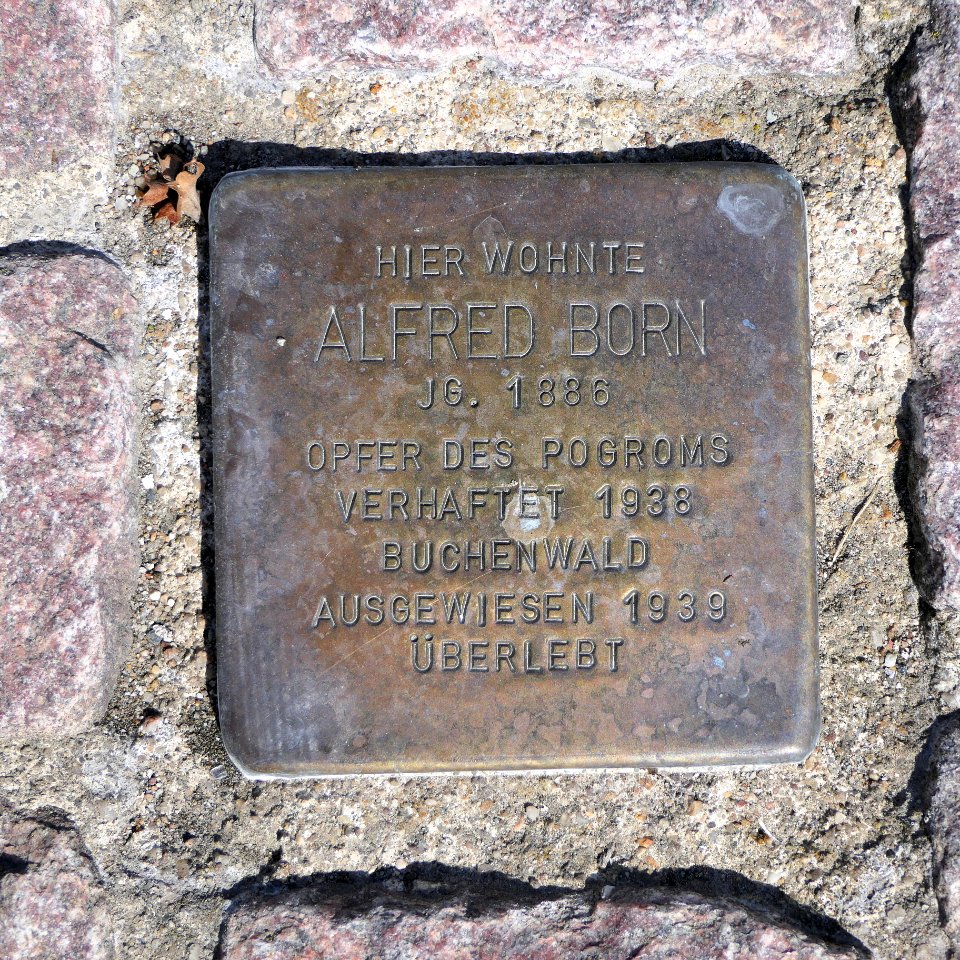 HIER WOHNTE
ALFRED BORN
JG. 1886
OPFER DES POGROMS
VERHAFTET 1938
BUCHENWALD
AUSGEWIESEN 1939
ÜBERLEBT